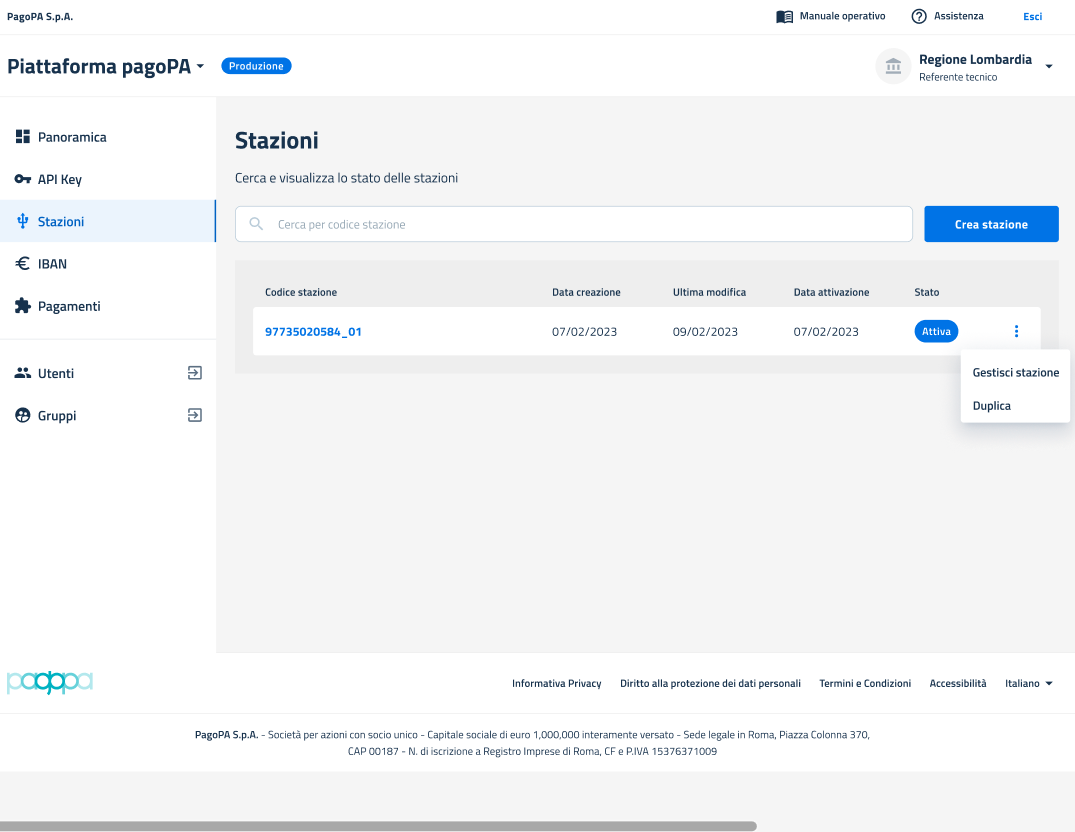 PagoPA S.p.A.
Manuale operativo
Assistenza
Esci
Piattaforma pagoPA
Produzione
Regione Lombardia
Referente tecnico
Panoramica
API Key
Stazioni
IBAN
Pagamenti
Utenti
Gruppi
Stazioni
Cerca e visualizza lo stato delle stazioni
Cerca per codice stazione
Crea stazione
Codice stazione Data creazione Ultima modifica Data attivazione Stato
97735020584_01 07/02/2023 09/02/2023 07/02/2023 Attiva
Gestisci stazione
Duplica
pagopa
Informativa Privacy Diritto alla protezione dei dati personali Termini e Condizioni Accessibilità Italiano
PagoPA S.p.A. - Società per azioni con socio unico - Capitale sociale di euro 1,000,000 interamente versato - Sede legale in Roma, Piazza Colonna 370,
CAP 00187 - N. di iscrizione a Registro Imprese di Roma, CF e P.IVA 15376371009